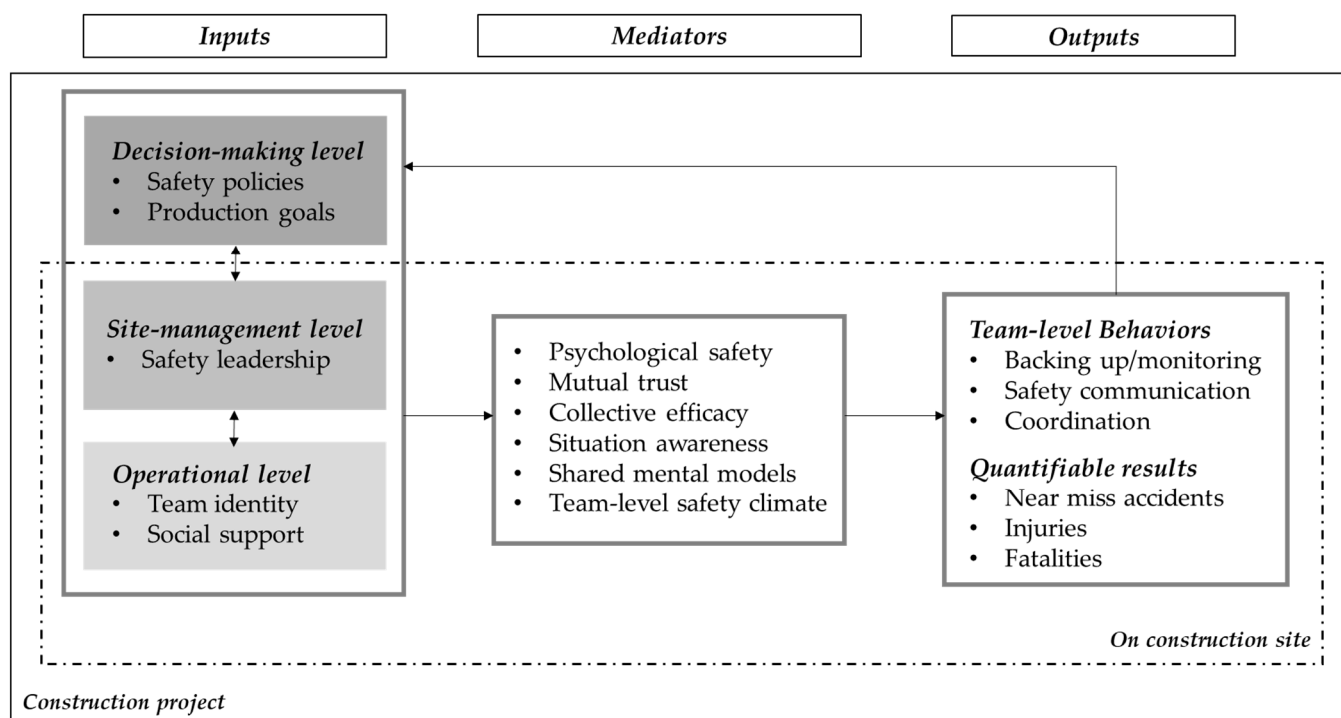 Inputs
Mediators
Outputs
Decision-making level
• Safety policies
• Production goals
Site-management level
• Safety leadership
Operational level
• Team identity
• Social support
• Psychological safety
• Mutual trust
• Collective efficacy
• Situation awareness
• Shared mental models
• Team-level safety climate
Team-level Behaviors
• Backing up/monitoring
• Safety communication
• Coordination
Quantifiable results
• Near miss accidents
• Injuries
• Fatalities
On construction site
Construction project